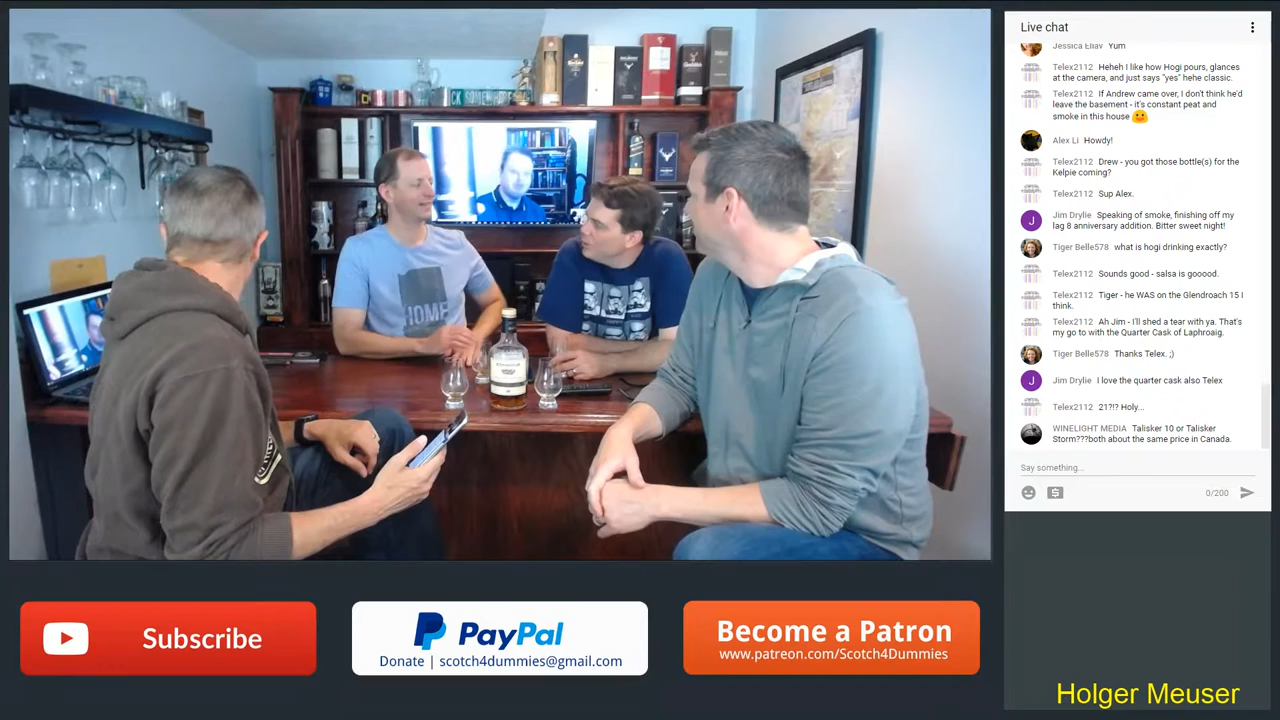 Live chat
Jessica Eliav Yum
Telex2112 Heheh I like how Hogi pours, glances
at the camera, and just says "yes" hehe classic.
Telex2112 If Andrew came over, I don't think he'd
leave the basement - it's constant peat and
smoke in this house
Alex Li Howdy!
Telex2112 Drew - you got those bottle(s) for the
Kelpie coming?
Telex2112 Sup Alex.
J
Jim Drylie Speaking of smoke, finishing off my
lag 8 anniversary addition. Bitter sweet night!
Tiger Belle578 what is hogi drinking exactly?
Telex2112 Sounds good - salsa is gooood.
Telex2112 Tiger - he WAS on the Glendroach 15 I
think.
Telex2112 Ah Jim - I'll shed a tear with ya. That's
my go to with the Quarter Cask of Laphroaig.
Tiger Belle578 Thanks Telex. ;)
J
Jim Drylie I love the quarter cask also Telex
Telex2112 21?!? Holy...
WINELIGHT MEDIA Talisker 10 or Talisker
Storm???both about the same price in Canada.
Say something...
0/200
HOME
Subscribe
PayPal
Donate | scotch4dummies@gmail.com
Become a Patron
www.patreon.com/Scotch4Dummies
Holger Meuser